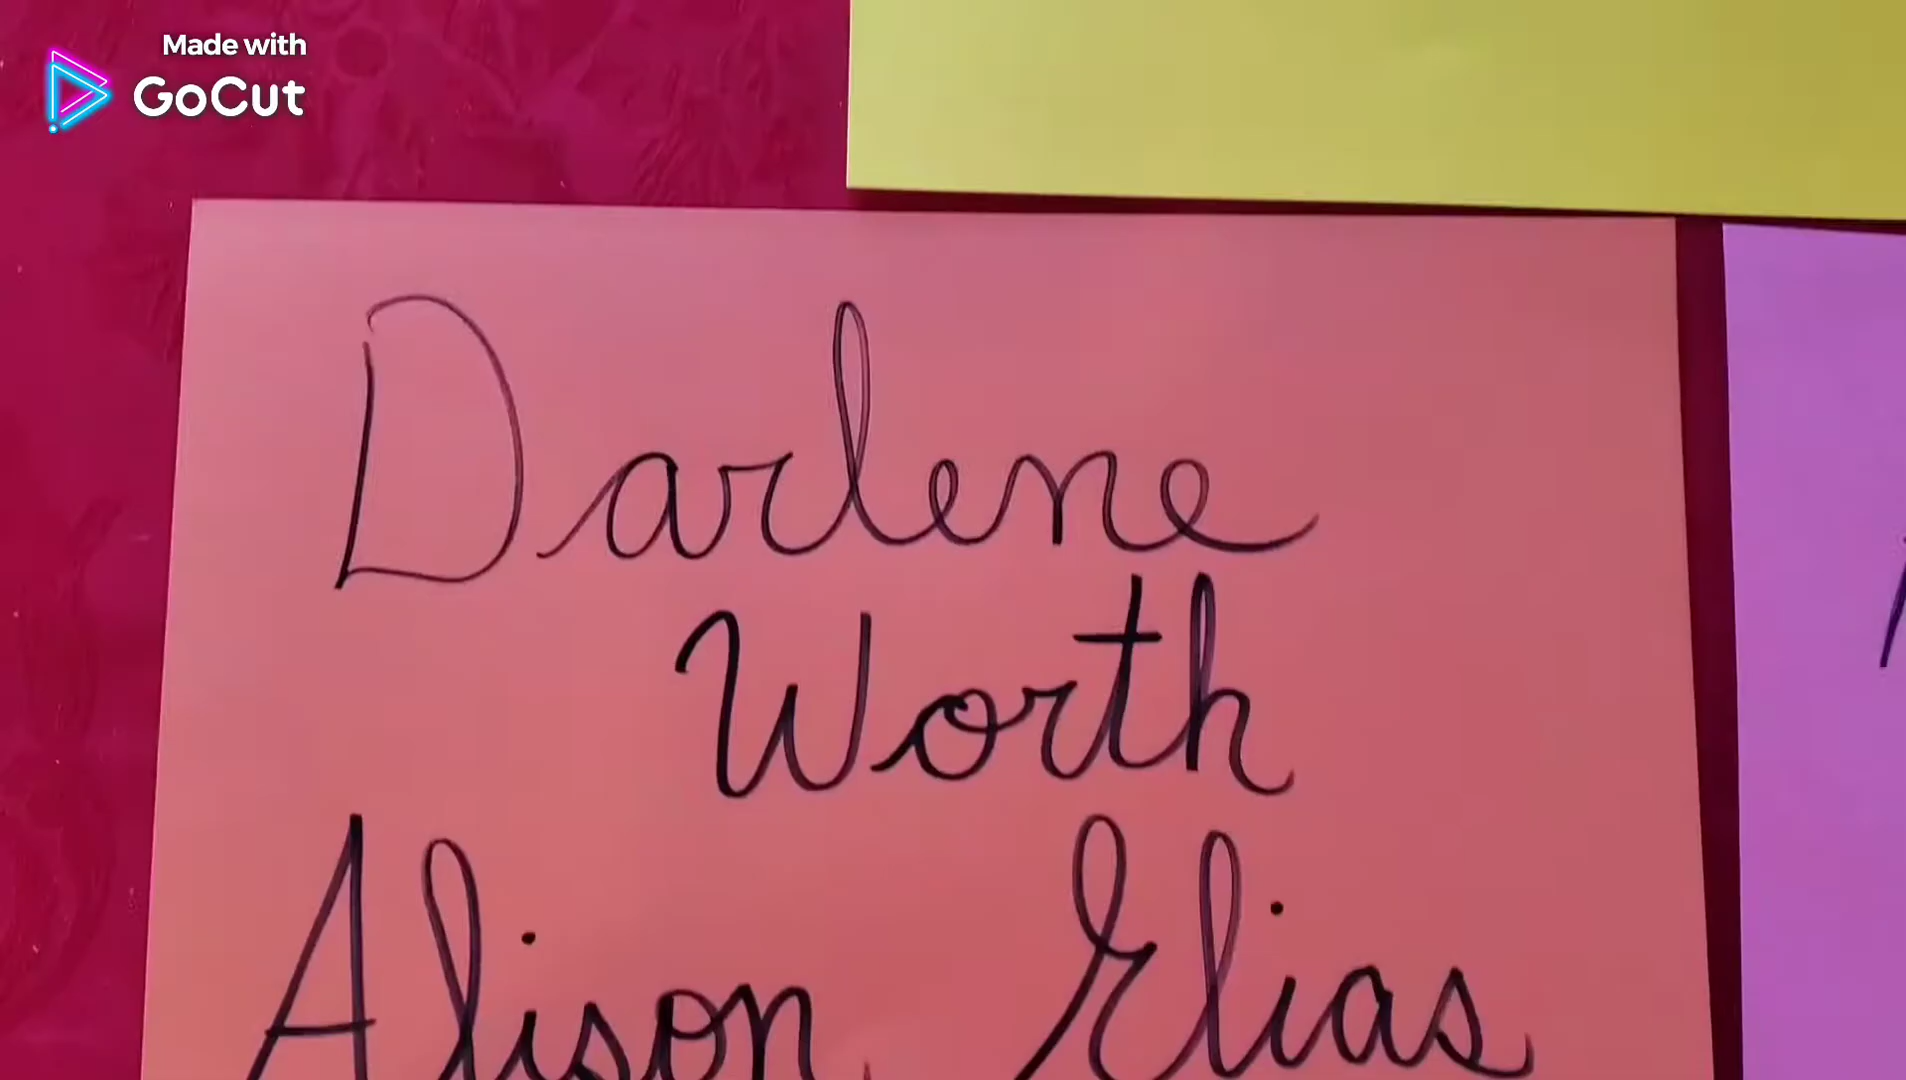 Made with
GoCut
Darlene
Worth
Alison, Elias